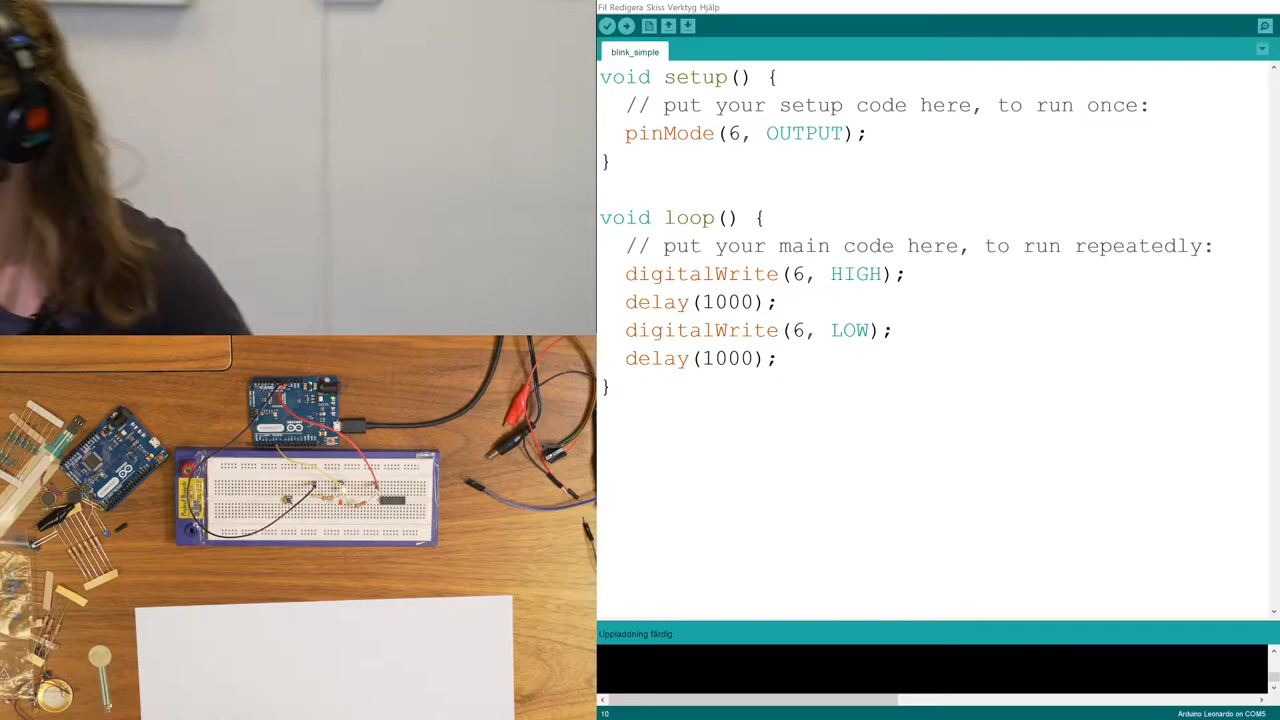 Fil Redigera Skiss Verktyg Hjälp
blink_simple
void setup() {
// put your setup code here, to run once:
pinMode(6, OUTPUT);
}
void loop() {
// put your main code here, to run repeatedly:
digitalWrite(6, HIGH);
delay(1000);
digitalWrite(6, LOW);
delay(1000);
}
Uppladdning färdig.
10
Arduino Leonardo on COM5